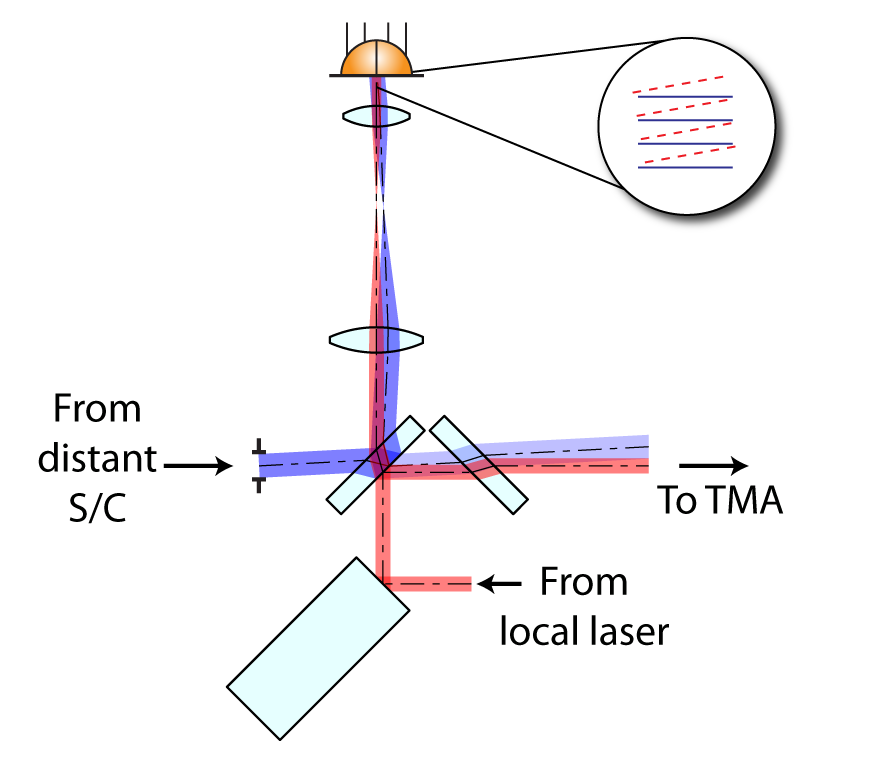 From
distant
S/C
To TMA
From
local laser